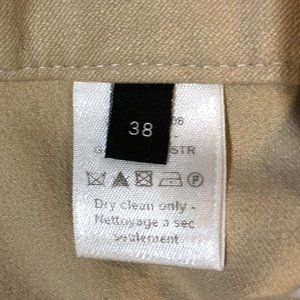 38
Dry clean only -
Nettoyage a sec
seulement